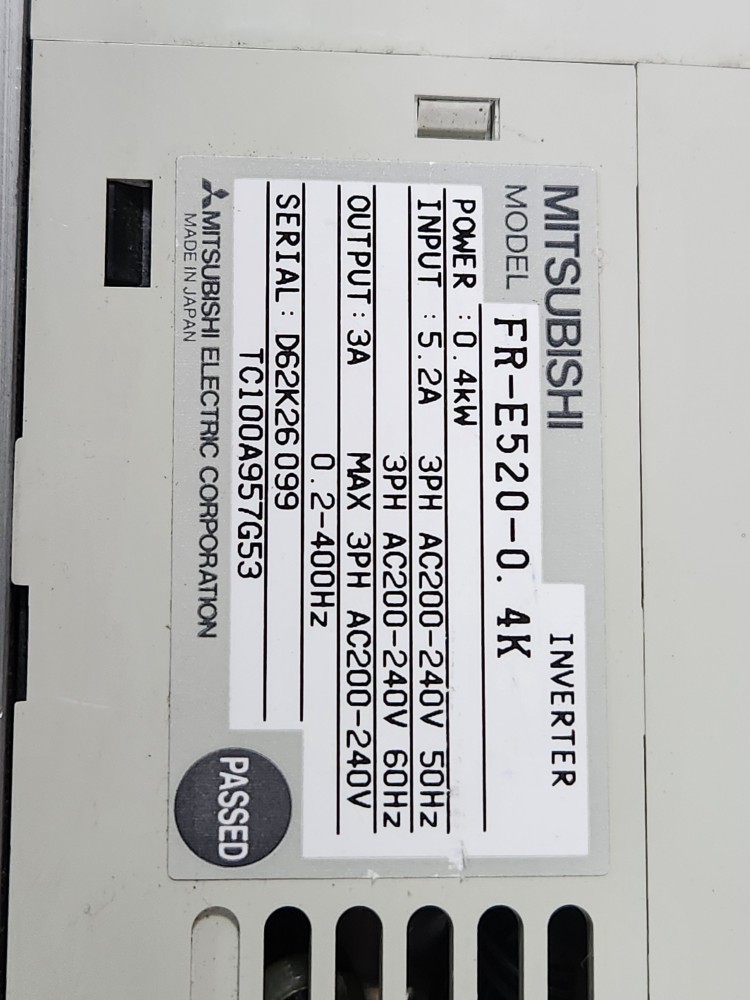 MITSUBISHI INVERTER
MODEL FR-E520-0.4K
POWER : 0.4kW
INPUT : 5.2A 3PH AC200-240V 50Hz
3PH AC200-240V 60Hz
OUTPUT : 3A MAX 3PH AC200-240V
0.2-400Hz
SERIAL : D62K26099
TC100A957G53
MITSUBISHI ELECTRIC CORPORATION
MADE IN JAPAN
PASSED